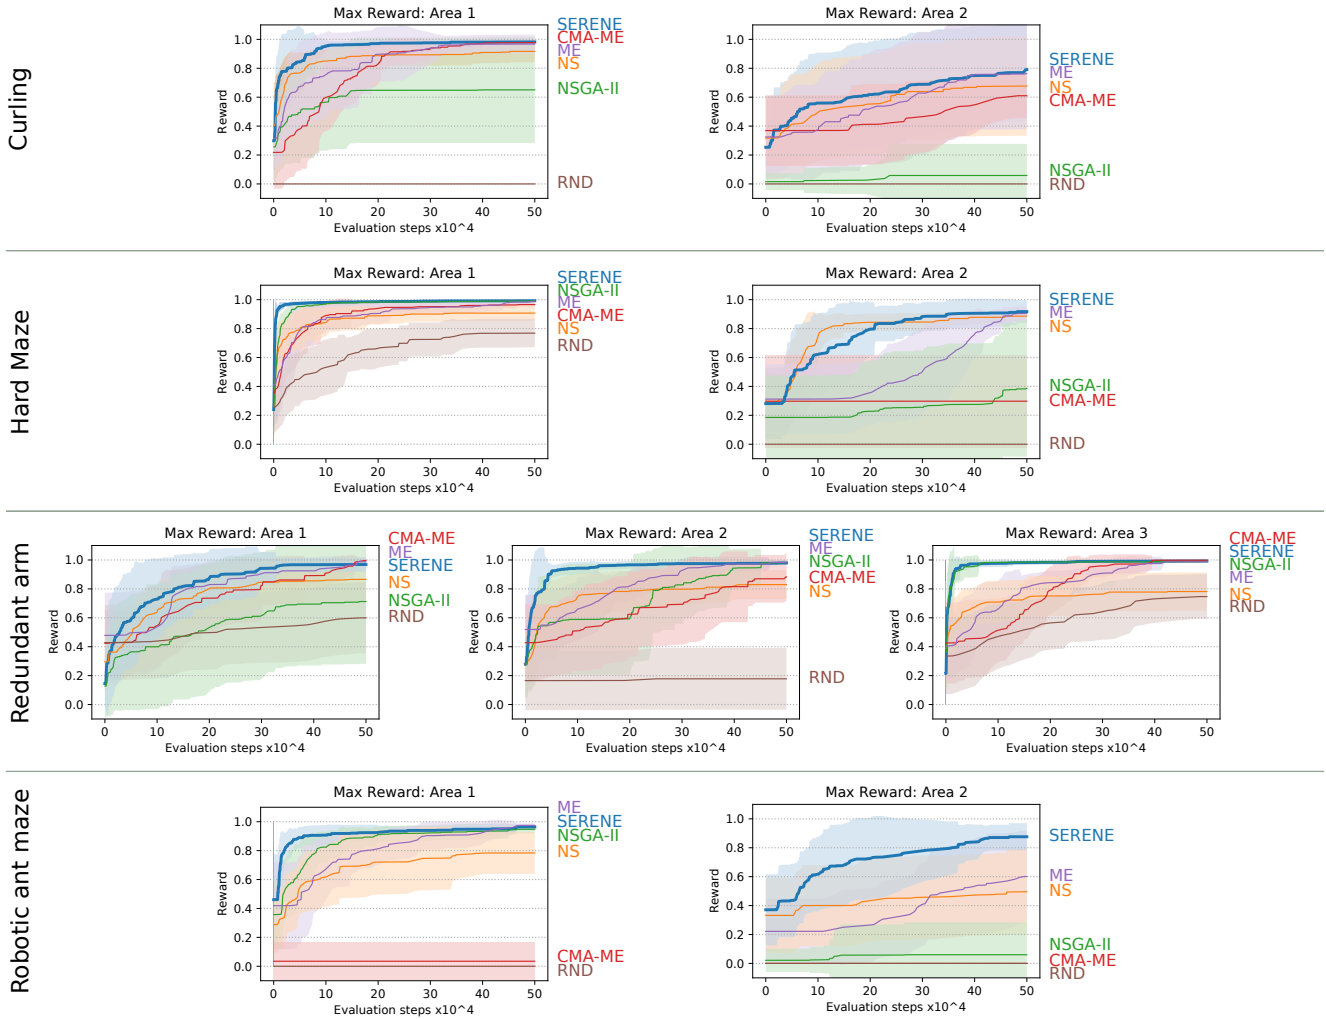 Curling
Max Reward: Area 1
1.0
0.8
0.6
0.4
0.2
0.0
Reward
0 10 20 30 40 50
Evaluation steps x10^4
SERENE
CMA-ME
ME
NS
NSGA-II
RND
Max Reward: Area 2
1.0
0.8
0.6
0.4
0.2
0.0
Reward
0 10 20 30 40 50
Evaluation steps x10^4
SERENE
ME
NS
CMA-ME
NSGA-II
RND
Hard Maze
Max Reward: Area 1
1.0
0.8
0.6
0.4
0.2
0.0
Reward
0 10 20 30 40 50
Evaluation steps x10^4
SERENE
NSGA-II
ME
CMA-ME
NS
RND
Max Reward: Area 2
1.0
0.8
0.6
0.4
0.2
0.0
Reward
0 10 20 30 40 50
Evaluation steps x10^4
SERENE
ME
NS
NSGA-II
CMA-ME
RND
Redundant arm
Max Reward: Area 1
1.0
0.8
0.6
0.4
0.2
0.0
Reward
0 10 20 30 40 50
Evaluation steps x10^4
CMA-ME
ME
SERENE
NS
NSGA-II
RND
Max Reward: Area 2
1.0
0.8
0.6
0.4
0.2
0.0
Reward
0 10 20 30 40 50
Evaluation steps x10^4
SERENE
ME
NSGA-II
CMA-ME
NS
RND
Max Reward: Area 3
1.0
0.8
0.6
0.4
0.2
0.0
Reward
0 10 20 30 40 50
Evaluation steps x10^4
CMA-ME
SERENE
NSGA-II
ME
NS
RND
Robotic ant maze
Max Reward: Area 1
1.0
0.8
0.6
0.4
0.2
0.0
Reward
0 10 20 30 40 50
Evaluation steps x10^4
ME
SERENE
NSGA-II
NS
CMA-ME
RND
Max Reward: Area 2
1.0
0.8
0.6
0.4
0.2
0.0
Reward
0 10 20 30 40 50
Evaluation steps x10^4
SERENE
ME
NS
NSGA-II
CMA-ME
RND